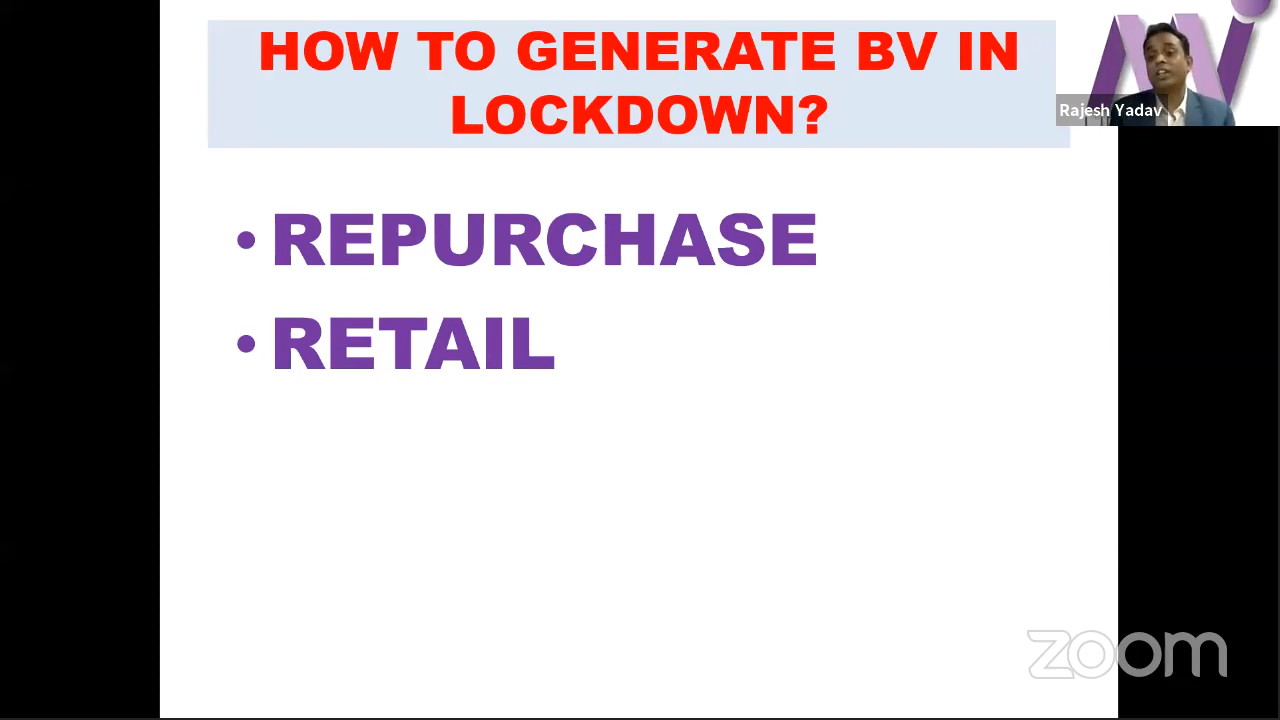 HOW TO GENERATE BV IN
LOCKDOWN?
Rajesh Yadav
• REPURCHASE
• RETAIL
zoom